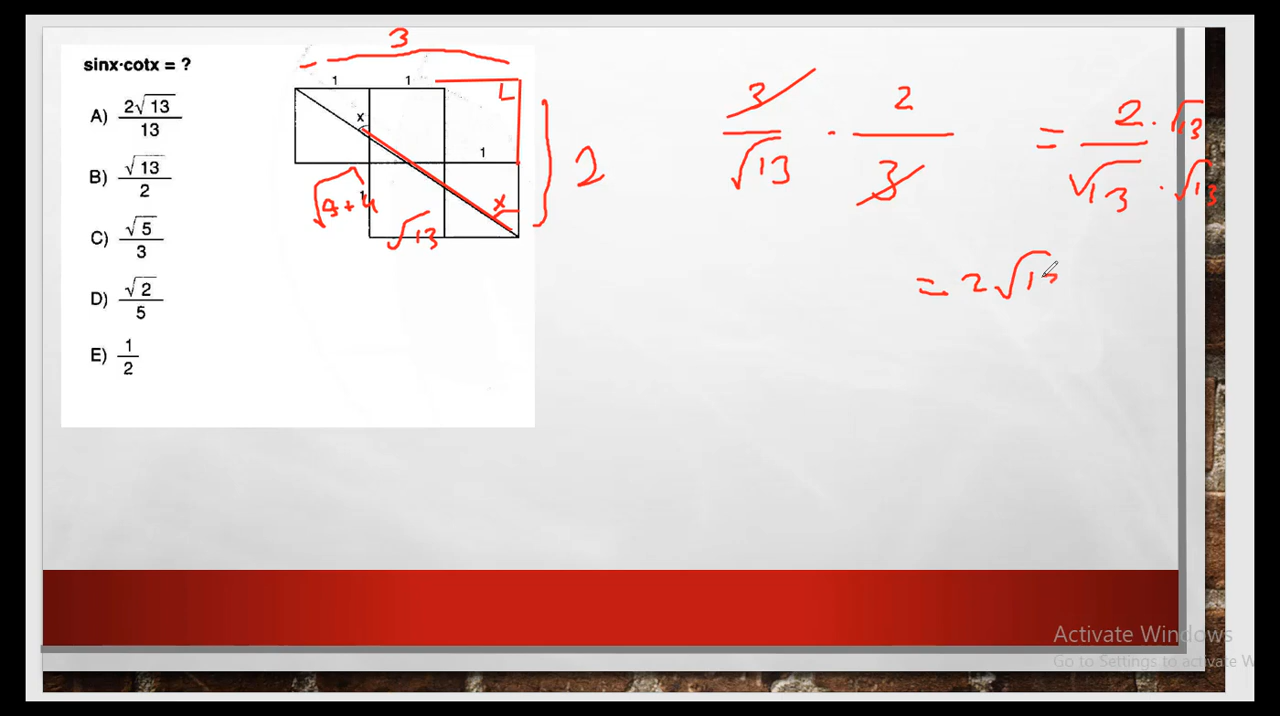 sinx·cotx = ?
A) 2√13 / 13
B) √13 / 2
C) √5 / 3
D) √2 / 5
E) 1 / 2
3
1 1
x
1
1
x
2
√9+4
√13
3 / √13 · 2 / 3 = 2·√13 / √13·√13
= 2√13
Activate Windows
Go to Settings to activate W